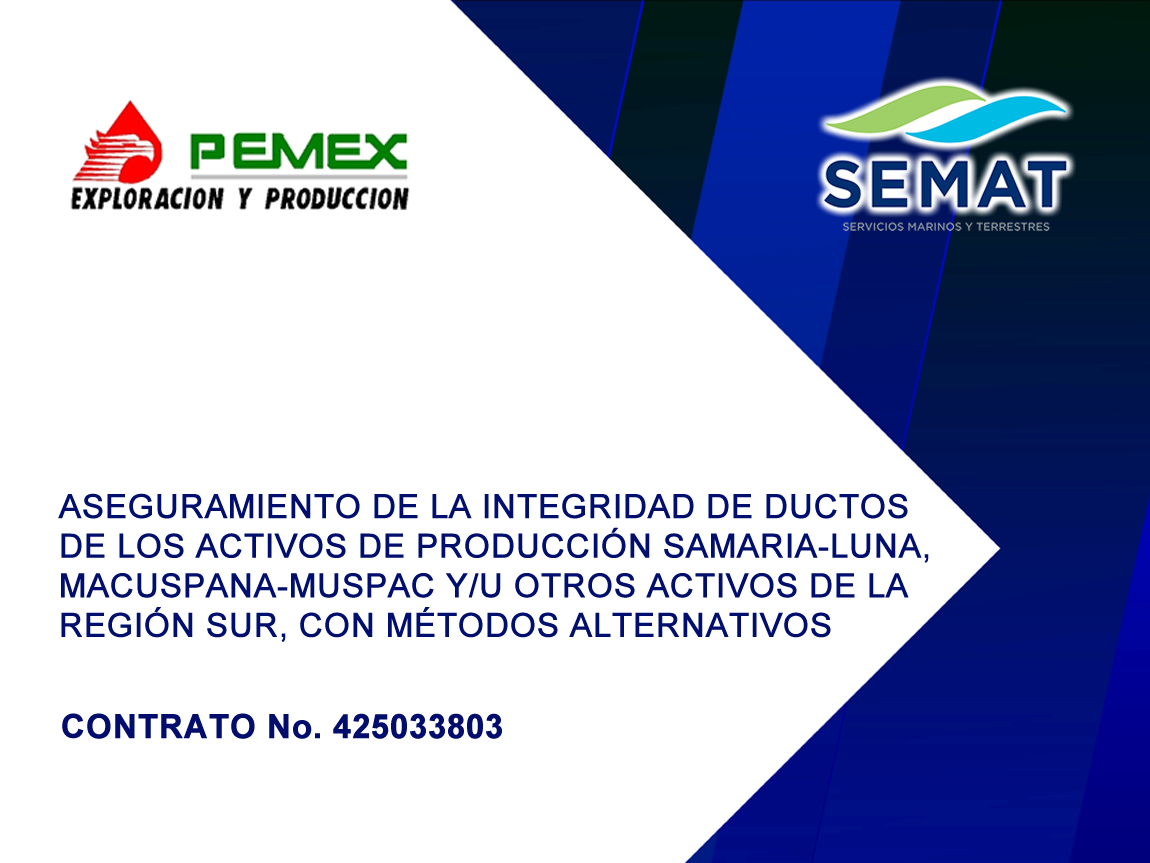 PEMEX
EXPLORACION Y PRODUCCION
SEMAT
SERVICIOS MARINOS Y TERRESTRES
ASEGURAMIENTO DE LA INTEGRIDAD DE DUCTOS
DE LOS ACTIVOS DE PRODUCCIÓN SAMARIA-LUNA,
MACUSPANA-MUSPAC Y/U OTROS ACTIVOS DE LA
REGIÓN SUR, CON MÉTODOS ALTERNATIVOS
CONTRATO No. 425033803